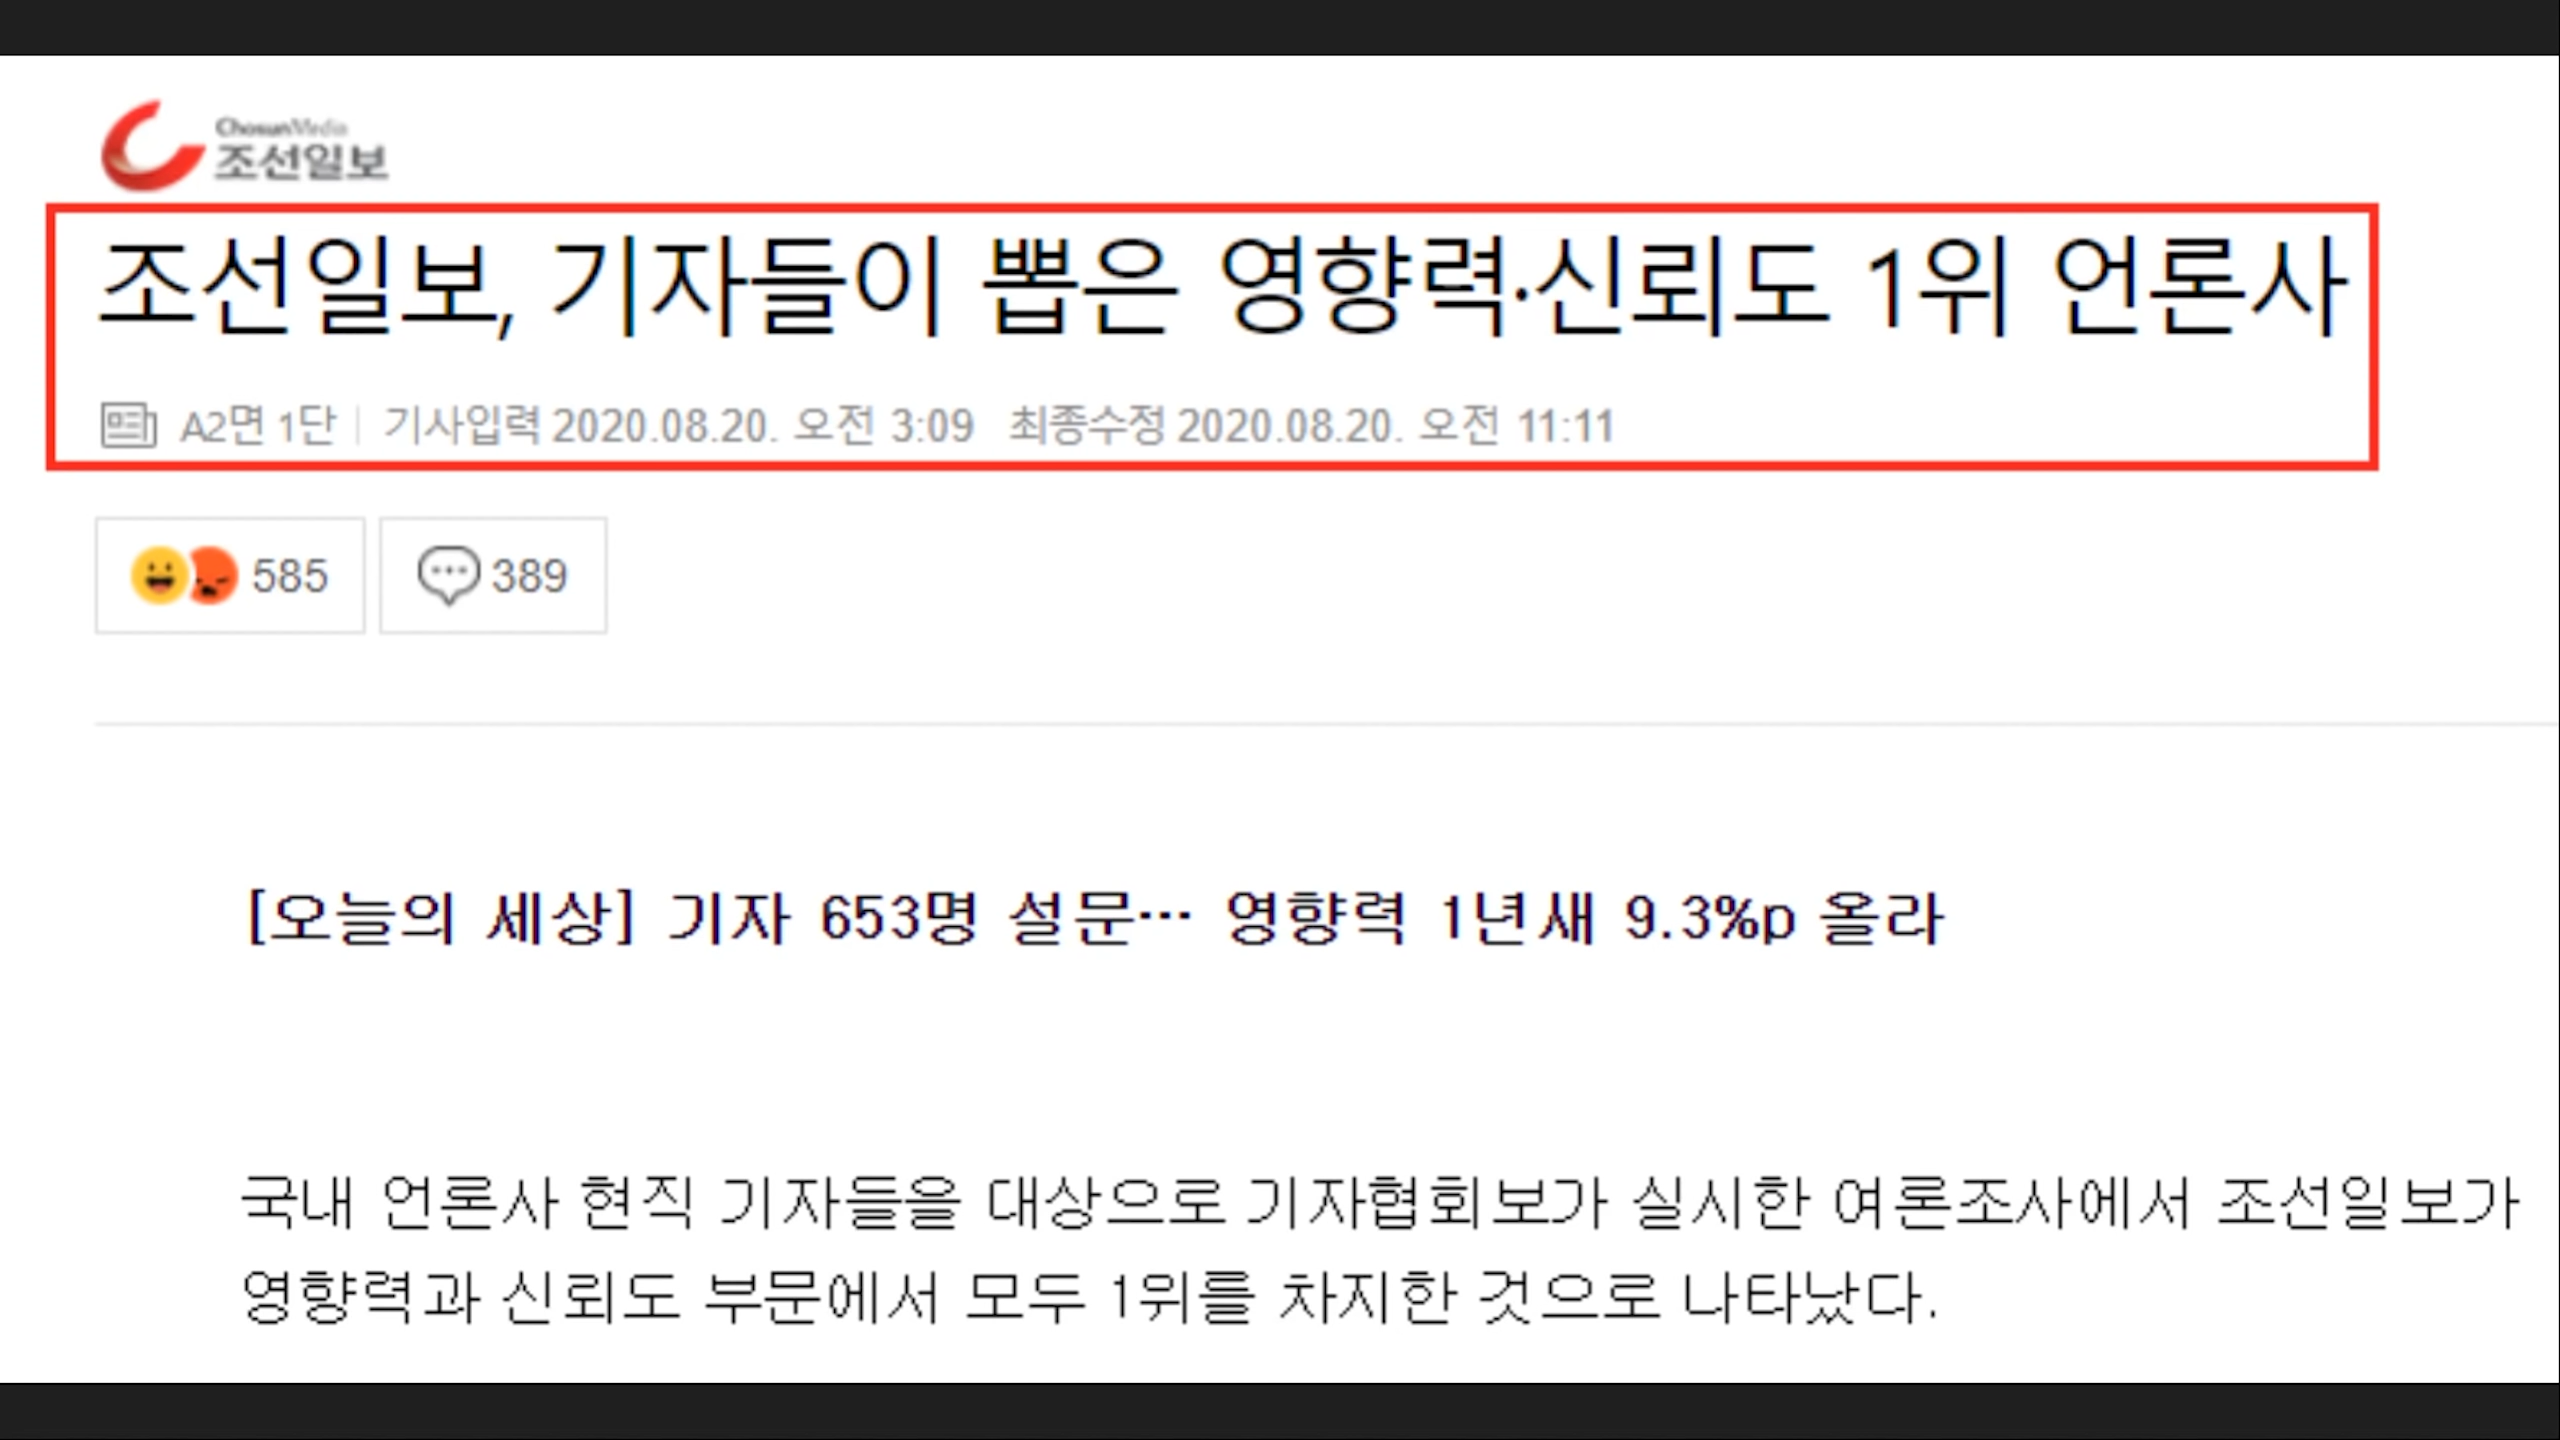 ChosunMedia
조선일보
조선일보, 기자들이 뽑은 영향력·신뢰도 1위 언론사
A2면 1단 기사입력 2020.08.20. 오전 3:09 최종수정 2020.08.20. 오전 11:11
585 389
[오늘의 세상] 기자 653명 설문… 영향력 1년새 9.3%p 올라
국내 언론사 현직 기자들을 대상으로 기자협회보가 실시한 여론조사에서 조선일보가
영향력과 신뢰도 부문에서 모두 1위를 차지한 것으로 나타났다.